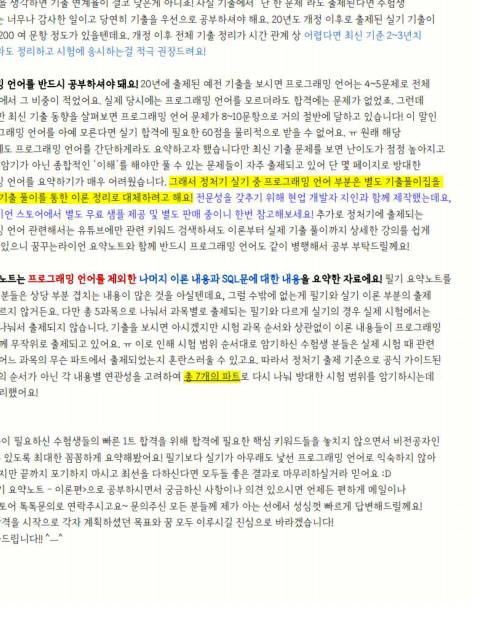 을 생각하면 기출 연계율이 결코 낮은게 아니죠! 사실 기출에서 단 한 문제 라도 출제된다면 수험생
는 너무나 감사한 일이고 당연히 기출을 우선으로 공부하셔야 해요. 20년도 개정 이후로 출제된 실기 기출이
200 여 문항 정도가 있을텐데요. 개정 이후 전체 기출 정리가 시간 관계 상 어렵다면 최신 기준 2~3년치
라도 정리하고 시험에 응시하는걸 적극 권장드려요!
밍 언어를 반드시 공부하셔야 돼요! 20년에 출제된 예전 기출을 보시면 프로그래밍 언어는 4~5문제로 전체
에서 그 비중이 적었어요. 실제 당시에는 프로그래밍 언어를 모르더라도 합격에는 문제가 없었죠. 그런데
만 최신 기출 동향을 살펴보면 프로그래밍 언어 문제가 8~10문항으로 거의 절반에 달하고 있습니다! 이 말인
그래밍 언어를 아예 모른다면 실기 합격에 필요한 60점을 물리적으로 받을 수 없어요. ㅠ 원래 해당
에도 프로그래밍 언어를 간단하게라도 요약하고자 했습니다만 최신 기출 문제를 보면 난이도가 점점 높아지고
암기가 아닌 종합적인 '이해'를 해야만 풀 수 있는 문제들이 자주 출제되고 있어 단 몇 페이지로 방대한
밍 언어를 요약하기가 매우 어려웠습니다. 그래서 정처기 실기 중 프로그래밍 언어 부분은 별도 기출풀이집을
기출 풀이를 통한 이론 정리로 대체하려고 해요! 전문성을 갖추기 위해 현업 개발자 지인과 함께 제작했는데요,
이언 스토어에서 별도 무료 샘플 제공 및 별도 판매 중이니 한번 참고해보세요! 추가로 정처기에 출제되는
밍 언어 관련해서는 유튜브에만 관련 키워드 검색하셔도 이론부터 실제 기출 풀이까지 상세한 강의를 쉽게
있으니 꿈꾸는라이언 요약노트와 함께 반드시 프로그래밍 언어도 같이 병행해서 공부 부탁드릴께요!
노트는 프로그래밍 언어를 제외한 나머지 이론 내용과 SQL문에 대한 내용을 요약한 자료에요! 필기 요약노트를
분들은 상당 부분 겹치는 내용이 많은 것을 아실텐데요, 그럴 수밖에 없는게 필기와 실기 이론 부분의 출제
르지 않거든요. 다만 총 5과목으로 나눠서 과목별로 출제되는 필기와 다르게 실기의 경우 실제 시험에서는
나눠서 출제되지 않습니다. 기출을 보시면 아시겠지만 시험 과목 순서와 상관없이 이론 내용들이 프로그래밍
께 무작위로 출제되고 있어요. ㅠ 이로 인해 시험 범위 순서대로 암기하신 수험생 분들은 실제 시험 때 관련
어느 과목의 무슨 파트에서 출제되었는지 혼란스러울 수 있고요. 따라서 정처기 출제 기준으로 공식 가이드된
의 순서가 아닌 각 내용별 연관성을 고려하여 총 7개의 파트로 다시 나눠 방대한 시험 범위를 암기하시는데
리했어요!
이 필요하신 수험생들의 빠른 1트 합격을 위해 합격에 필요한 핵심 키워드들을 놓치지 않으면서 비전공자인
있도록 최대한 꼼꼼하게 요약해봤어요! 필기보다 실기가 아무래도 낯선 프로그래밍 언어로 익숙하지 않아
지만 끝까지 포기하지 마시고 최선을 다하신다면 모두들 좋은 결과로 마무리하실거라 믿어요 :D
기 요약노트 - 이론편>으로 공부하시면서 궁금하신 사항이나 의견 있으시면 언제든 편하게 메일이나
토어 톡톡문의로 연락주시고요~ 문의주신 모든 분들께 제가 아는 선에서 성심껏 빠르게 답변해드릴께요!
합격을 시작으로 각자 계획하셨던 목표와 꿈 모두 이루시길 진심으로 바라겠습니다!
드립니다!! ^__^